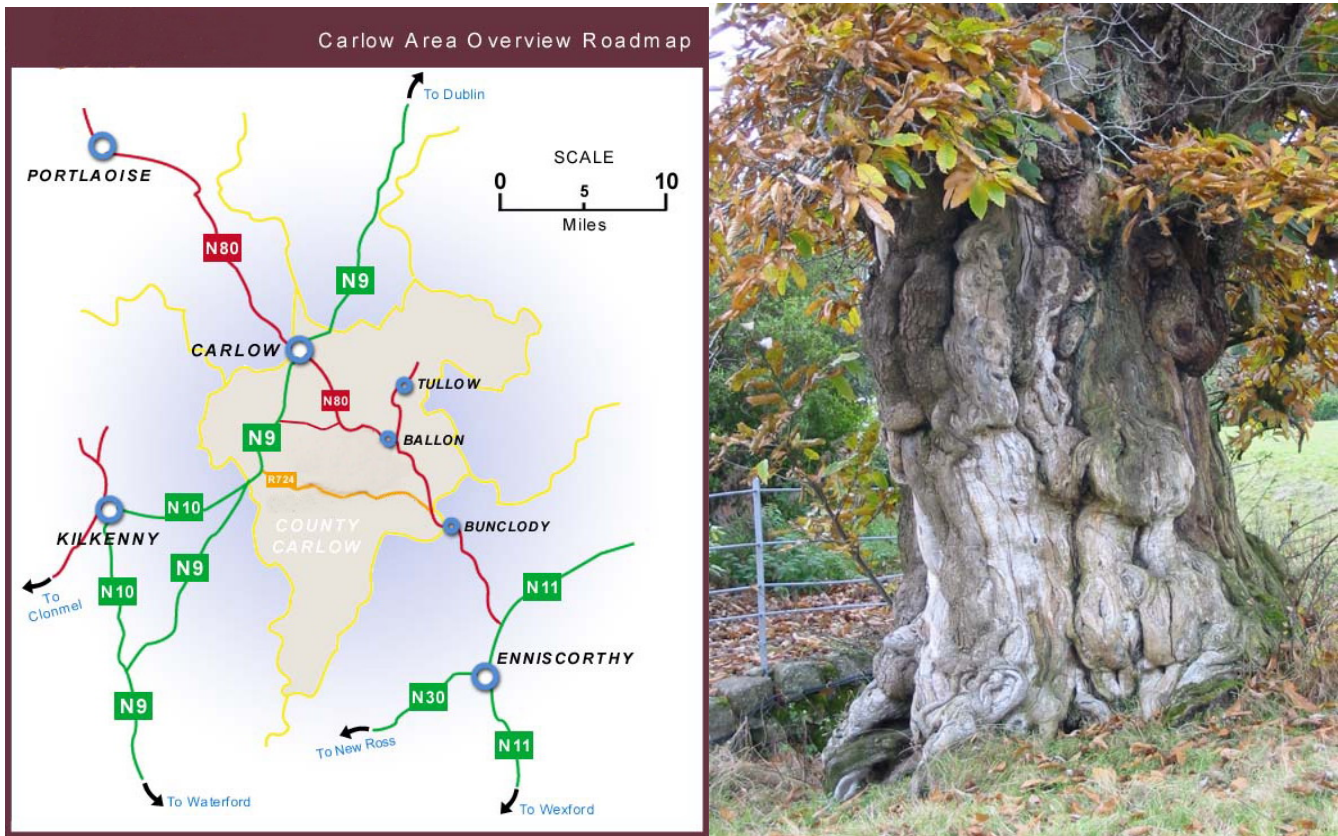 Carlow Area Overview Roadmap
To Dublin
SCALE
0 5 10
Miles
PORTLAOISE
N80
N9
CARLOW
TULLOW
N80
BALLON
N9
R724
N10
KILKENNY
COUNTY
CARLOW
BUNCLODY
N9
N11
N10
To
Clonmel
ENNISCORTHY
N30
N9
To New Ross
N11
To Waterford
To Wexford